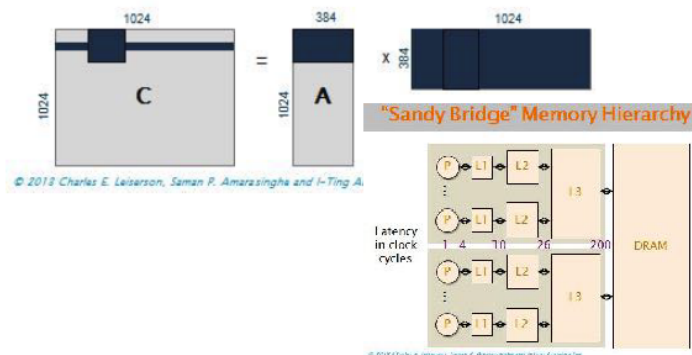 1024
384
1024
1024
C
=
1024
A
x
384
© 2013 Charles E. Leiserson, Saman P. Amarasinghe and I-Ting A
"Sandy Bridge" Memory Hierarchy
P L1 L2
L3
P L1 L2
Latency
in clock
cycles
1 4 10 26 200
DRAM
P L1 L2
L3
P L1 L2